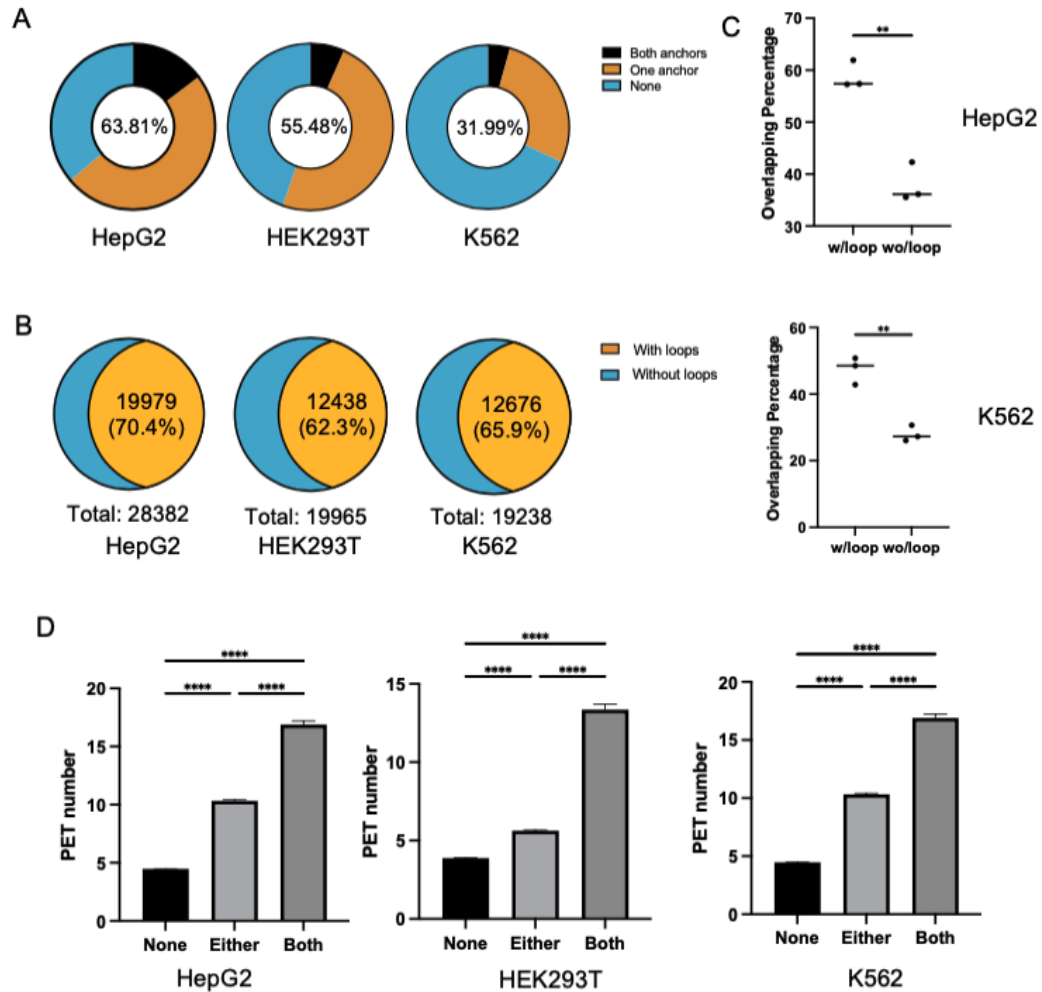 A
63.81%
55.48%
31.99%
HepG2
HEK293T
K562
Both anchors
One anchor
None
B
19979
(70.4%)
12438
(62.3%)
12676
(65.9%)
Total: 28382
HepG2
Total: 19965
HEK293T
Total: 19238
K562
With loops
Without loops
C
Overlapping Percentage
70
60
50
40
30
**
w/loop
wo/loop
HepG2
Overlapping Percentage
60
40
20
0
**
w/loop
wo/loop
K562
D
PET number
20
15
10
5
0
****
****
****
None
Either
Both
HepG2
PET number
15
10
5
0
****
****
****
None
Either
Both
HEK293T
PET number
20
15
10
5
0
****
****
****
None
Either
Both
K562